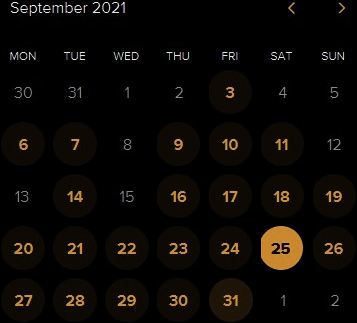 September 2021
MON TUE WED THU FRI SAT SUN
30 31 1 2 3 4 5
6 7 8 9 10 11 12
13 14 15 16 17 18 19
20 21 22 23 24 25 26
27 28 29 30 31 1 2